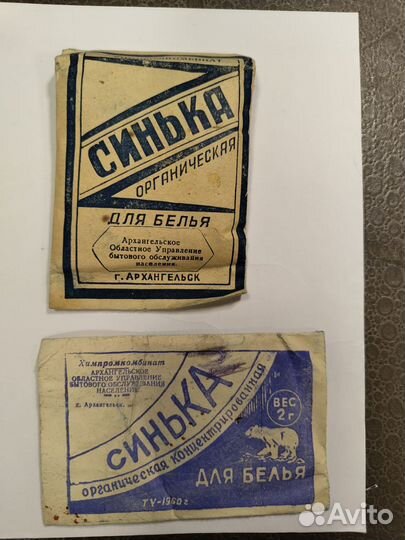 СИНЬКА
ОРГАНИЧЕСКАЯ
ДЛЯ БЕЛЬЯ
Архангельское
Областное Управление
бытового обслуживания
населения
г. АРХАНГЕЛЬСК
Химпромкомбинат
АРХАНГЕЛЬСКОЕ
ОБЛАСТНОЕ УПРАВЛЕНИЕ
БЫТОВОГО ОБСЛУЖИВАНИЯ
НАСЕЛЕНИЯ
г. Архангельск.
СИНЬКА
органическая концентрированная
ВЕС
2 г
ДЛЯ БЕЛЬЯ
ТУ-1960г
Avito